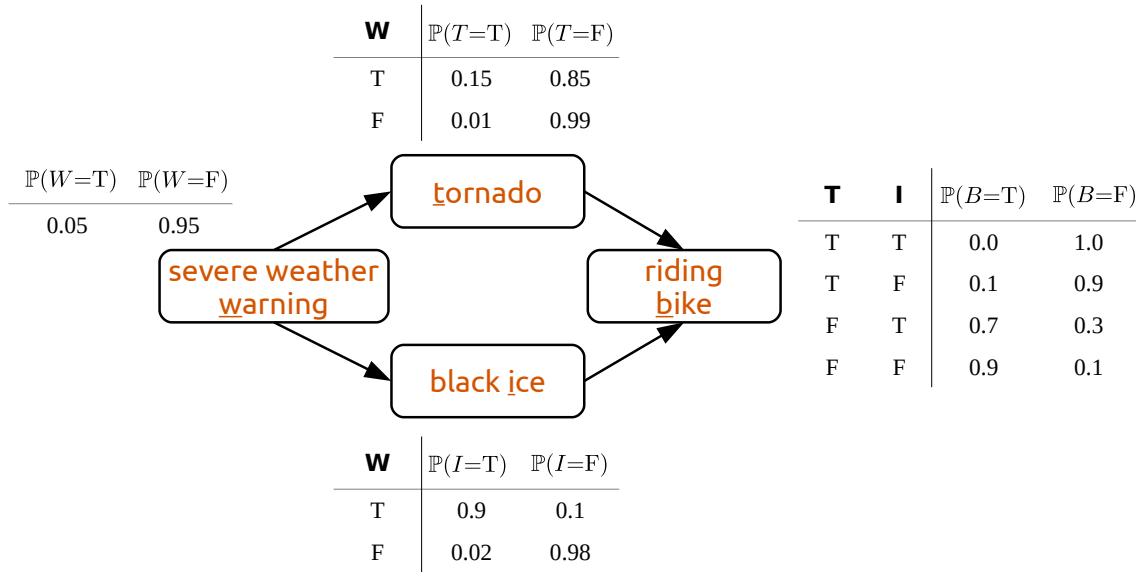 W ℙ(T=T) ℙ(T=F)
T 0.15 0.85
F 0.01 0.99
ℙ(W=T) ℙ(W=F)
0.05 0.95
tornado
severe weather
warning
riding
bike
black ice
T I ℙ(B=T) ℙ(B=F)
T T 0.0 1.0
T F 0.1 0.9
F T 0.7 0.3
F F 0.9 0.1
W ℙ(I=T) ℙ(I=F)
T 0.9 0.1
F 0.02 0.98